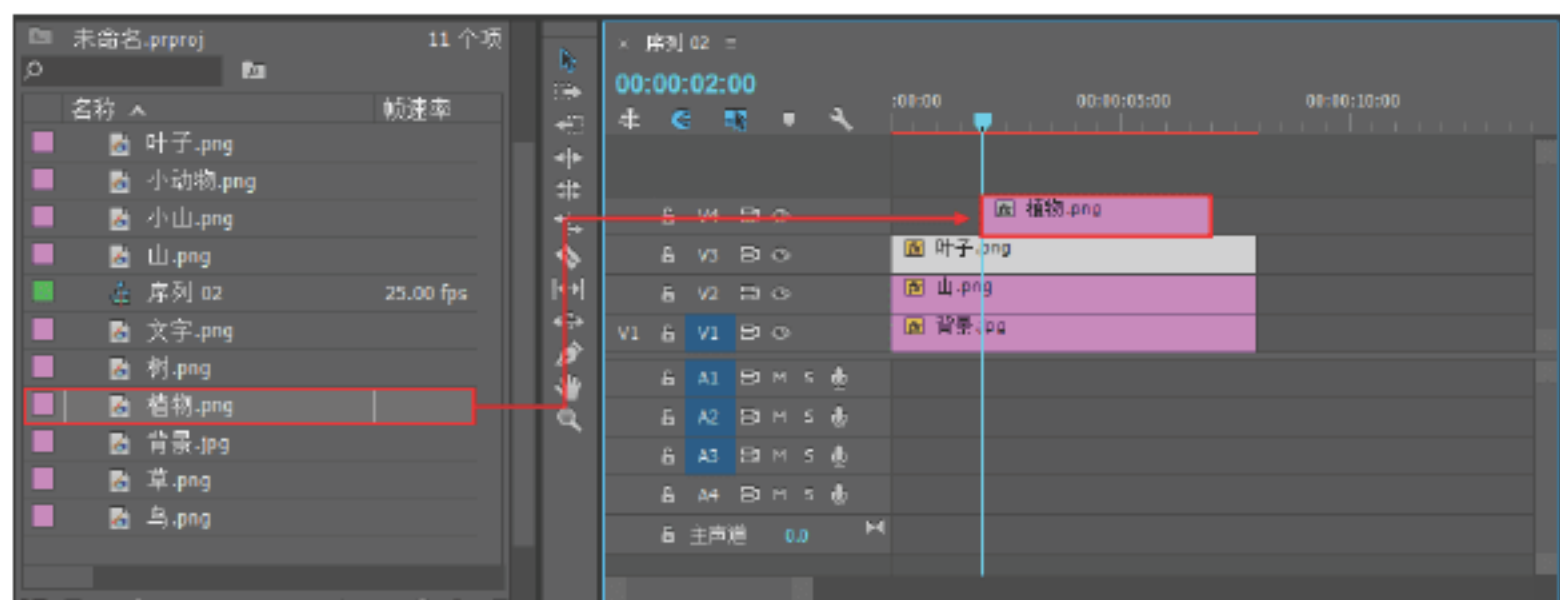 未命名.prproj 11 个项
名称 帧速率
叶子.png
小动物.png
小山.png
山.png
序列 02 25.00 fps
文字.png
树.png
植物.png
背景.jpg
草.png
鸟.png
× 序列 02 ≡
00:00:02:00
:00:00 00:00:05:00 00:00:10:00
V4 植物.png
V3 叶子.png
V2 山.png
V1 V1 背景.jpg
A1 M S
A2 M S
A3 M S
A4 M S
主声道 0.0